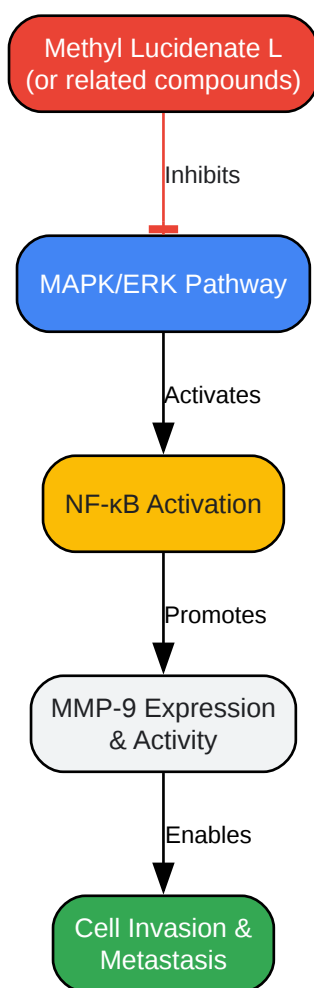 Methyl Lucidenate L
(or related compounds)
Inhibits
MAPK/ERK Pathway
Activates
NF-κB Activation
Promotes
MMP-9 Expression
& Activity
Enables
Cell Invasion &
Metastasis